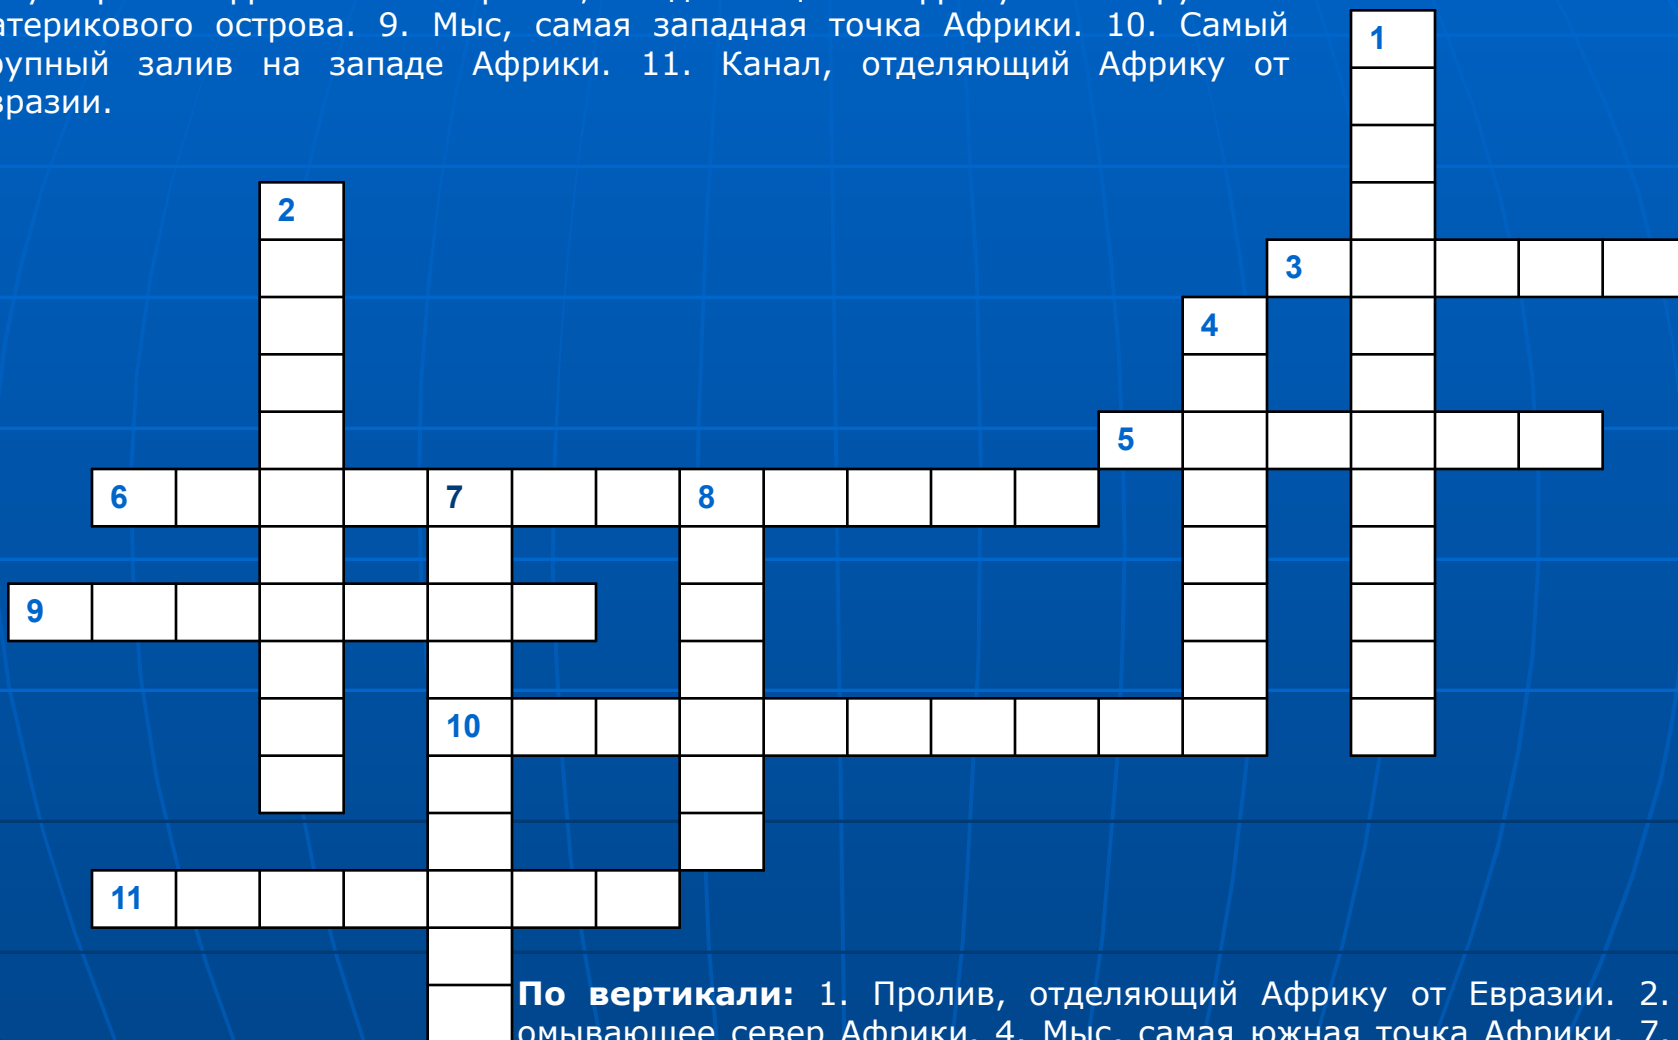 атерикового острова. 9. Мыс, самая западная точка Африки. 10. Самый
рупный залив на западе Африки. 11. Канал, отделяющий Африку от
вразии.
1
2
3
4
5
6 7 8
9
10
11
По вертикали: 1. Пролив, отделяющий Африку от Евразии. 2.
омывающее север Африки. 4. Мыс, самая южная точка Африки. 7.